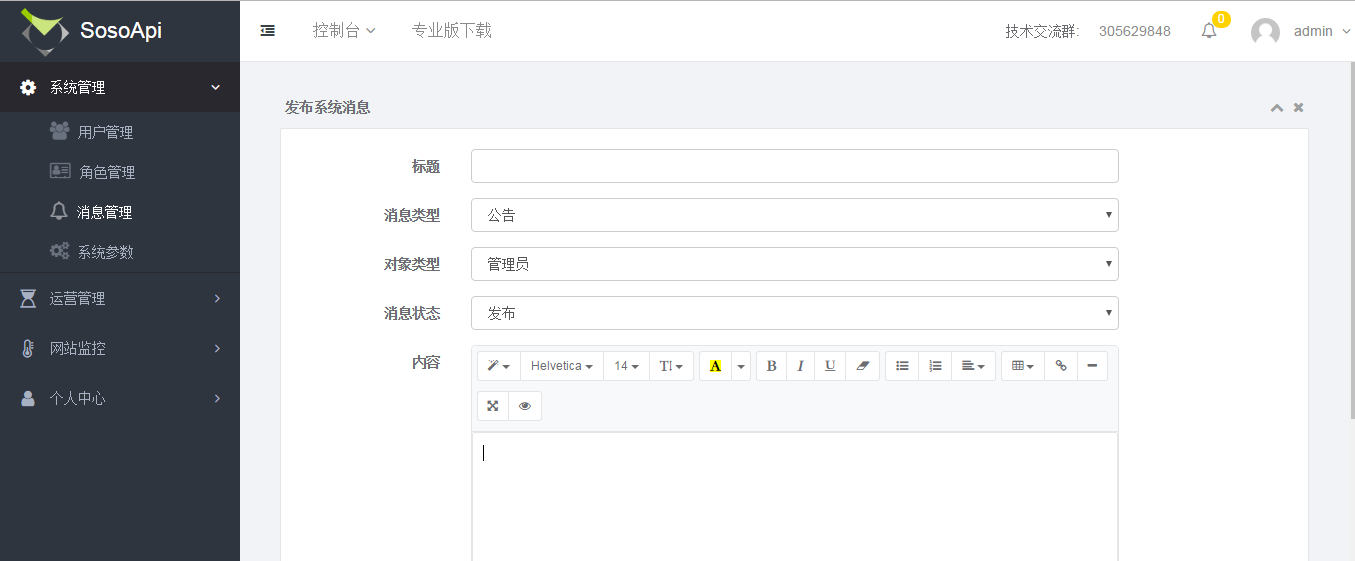 SosoApi
控制台
专业版下载
技术交流群:
305629848
0
admin
系统管理
用户管理
角色管理
消息管理
系统参数
运营管理
网站监控
个人中心
发布系统消息
标题
消息类型
公告
对象类型
管理员
消息状态
发布
内容
Helvetica
14
TI
A
B
I
U